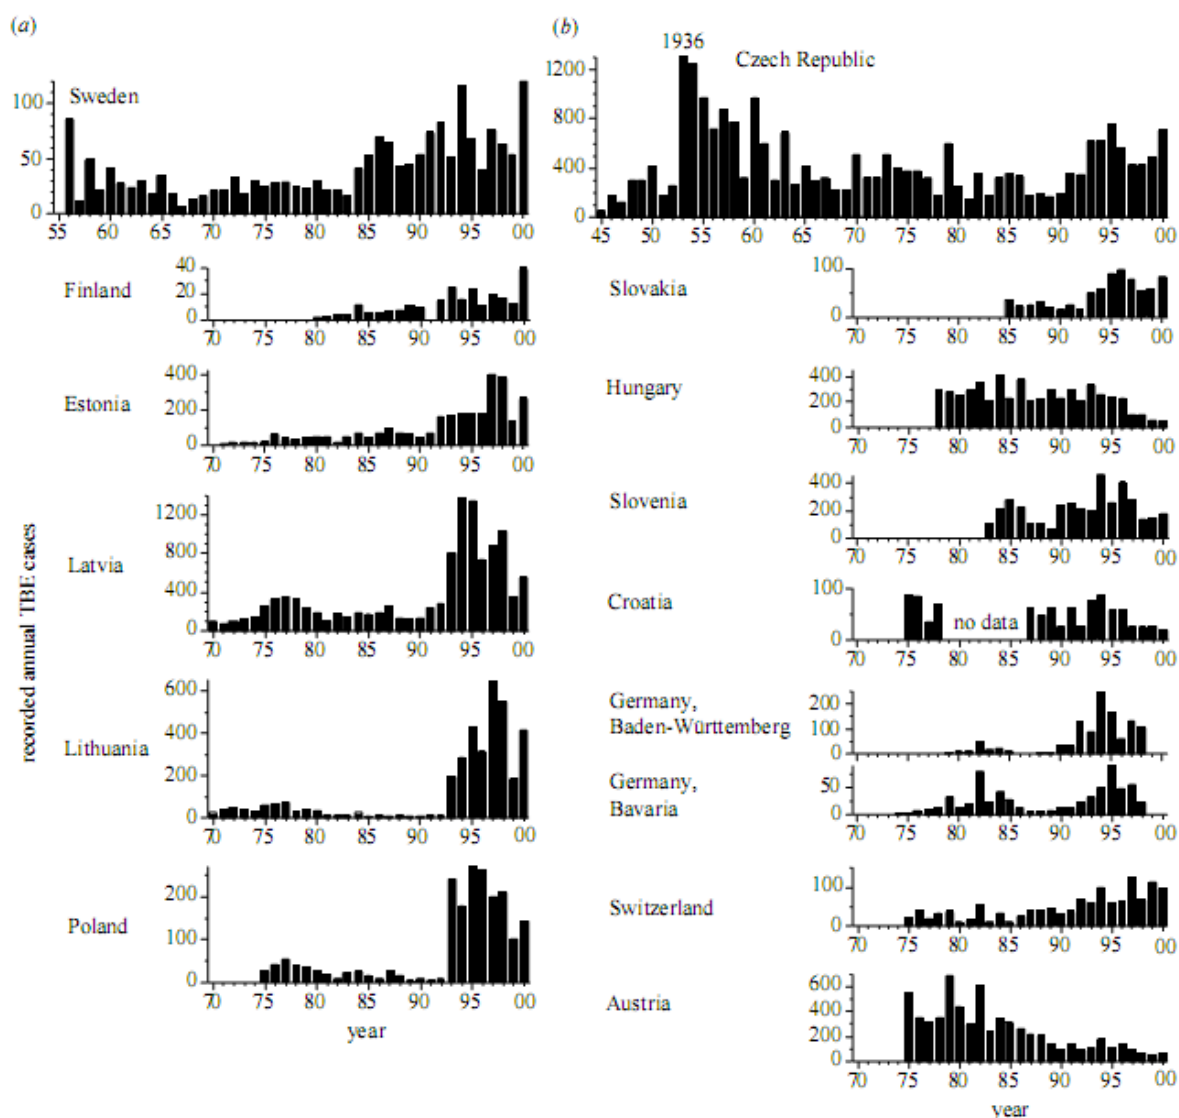 (a)
Sweden
100
50
0
55 60 65 70 75 80 85 90 95 00
Finland
40
20
0
70 75 80 85 90 95 00
Estonia
400
200
0
70 75 80 85 90 95 00
Latvia
1200
800
400
0
70 75 80 85 90 95 00
Lithuania
600
400
200
0
70 75 80 85 90 95 00
Poland
200
100
0
70 75 80 85 90 95 00
year
recorded annual TBE cases
(b)
1936
Czech Republic
1200
800
400
0
45 50 55 60 65 70 75 80 85 90 95 00
Slovakia
100
0
70 75 80 85 90 95 00
Hungary
400
200
0
70 75 80 85 90 95 00
Slovenia
400
200
0
70 75 80 85 90 95 00
Croatia
100
0
no data
70 75 80 85 90 95 00
Germany,
Baden-Württemberg
200
100
0
Germany,
Bavaria
50
0
70 75 80 85 90 95 00
Switzerland
100
0
70 75 80 85 90 95 00
Austria
600
400
200
0
70 75 80 85 90 95 00
year